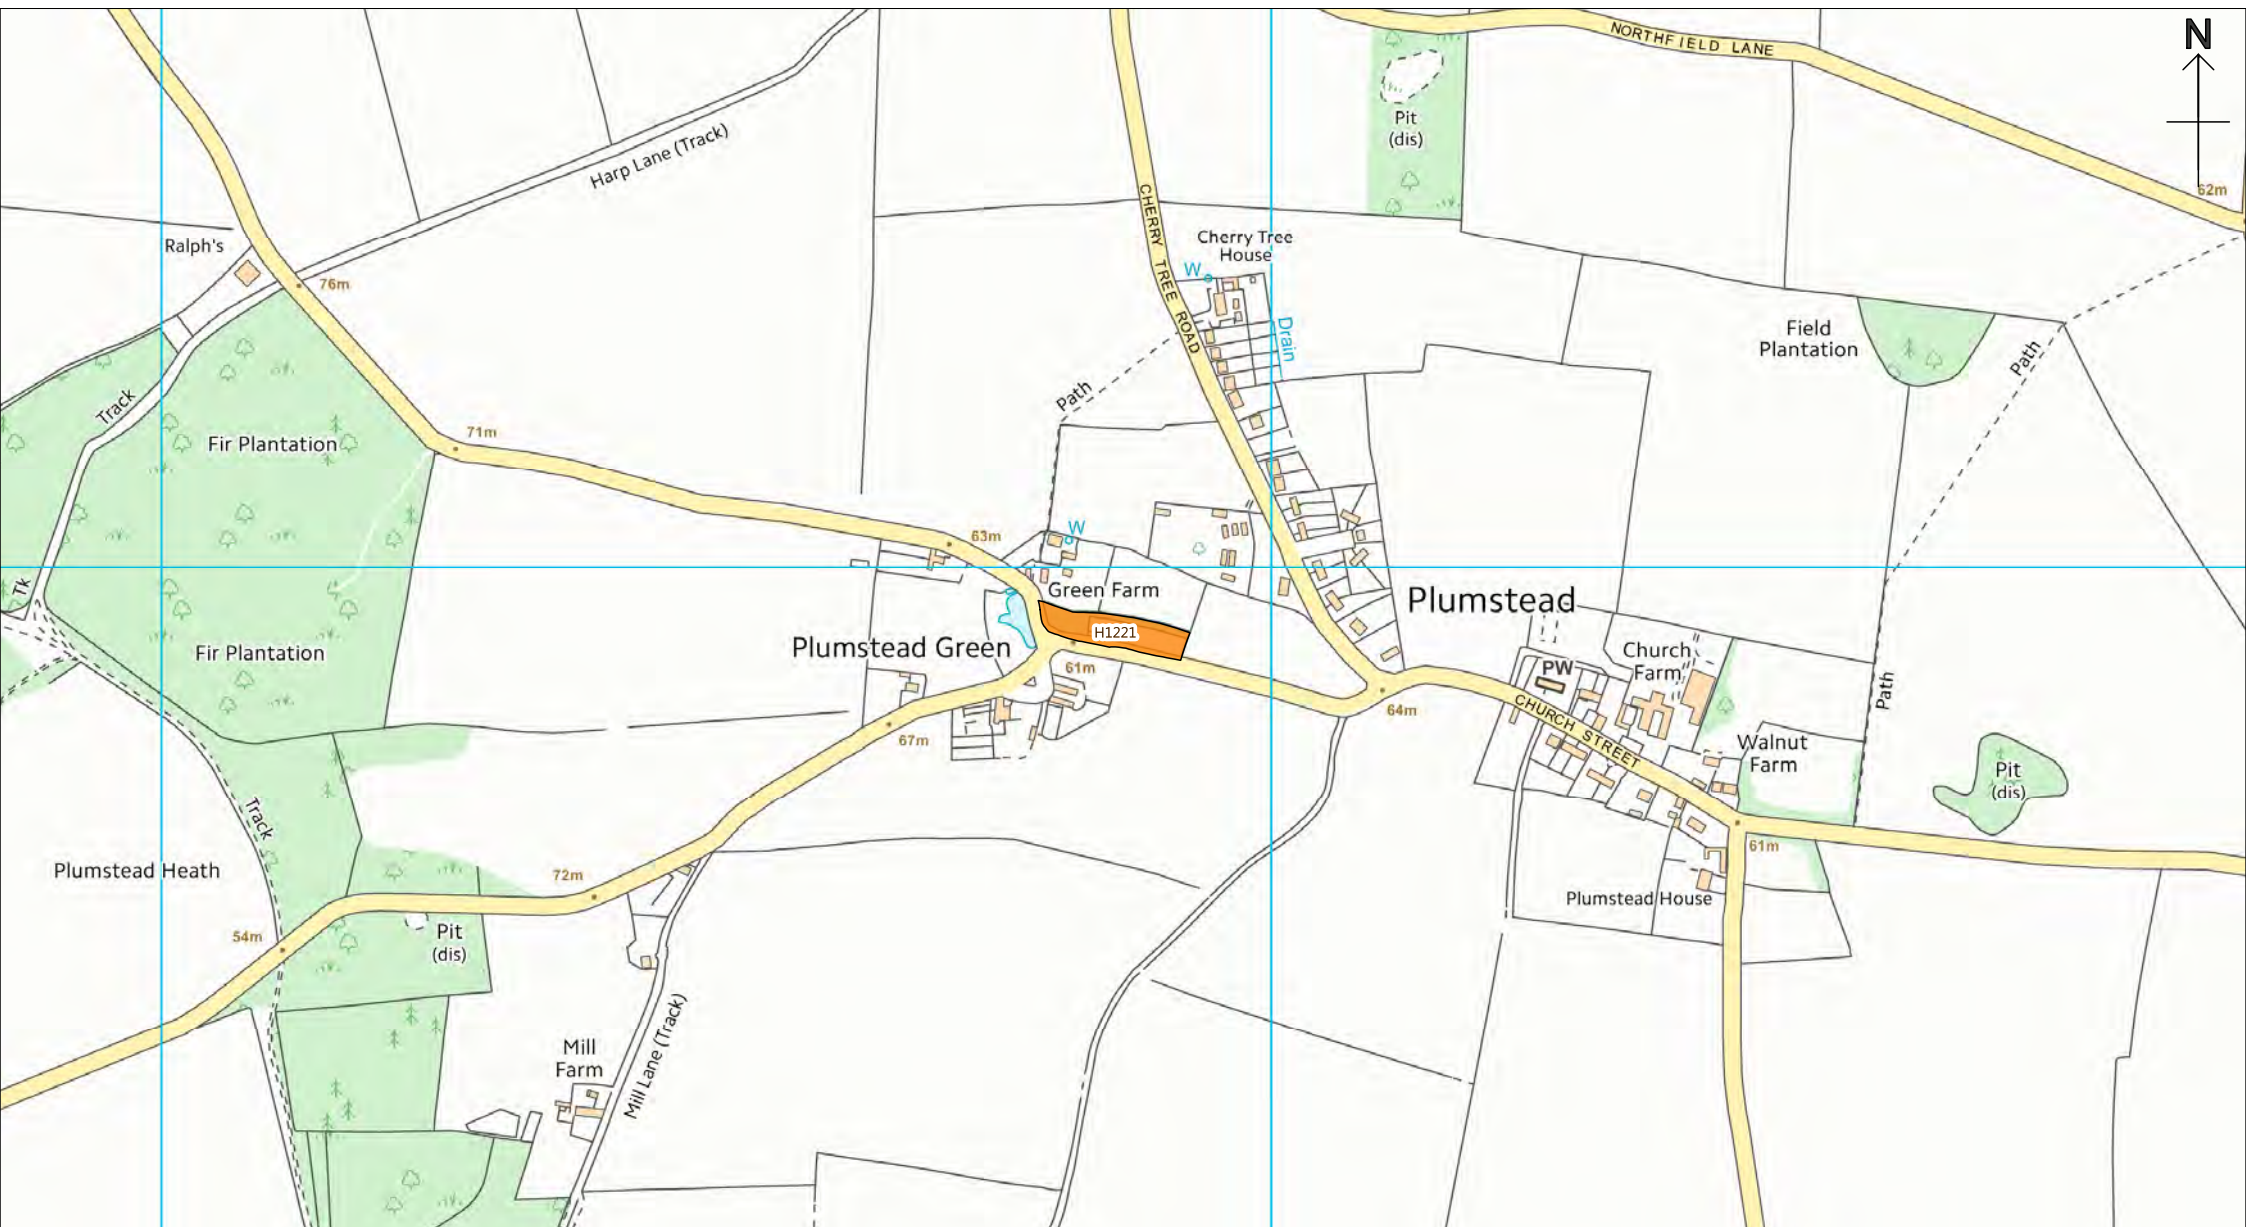 NORTHFIELD LANE
N
Pit
(dis)
Harp Lane (Track)
62m
CHERRY TREE ROAD
Ralph's
Cherry Tree
House
W
76m
Drain
Field
Plantation
Path
Path
Track
71m
Fir Plantation
W
63m
Tk
Green Farm
Plumstead
H1221
Plumstead Green
Fir Plantation
61m
PW
Church
Farm
Path
64m
CHURCH STREET
67m
Walnut
Farm
Pit
(dis)
Track
61m
Plumstead Heath
72m
Plumstead House
54m
Pit
(dis)
Mill Lane (Track)
Mill
Farm